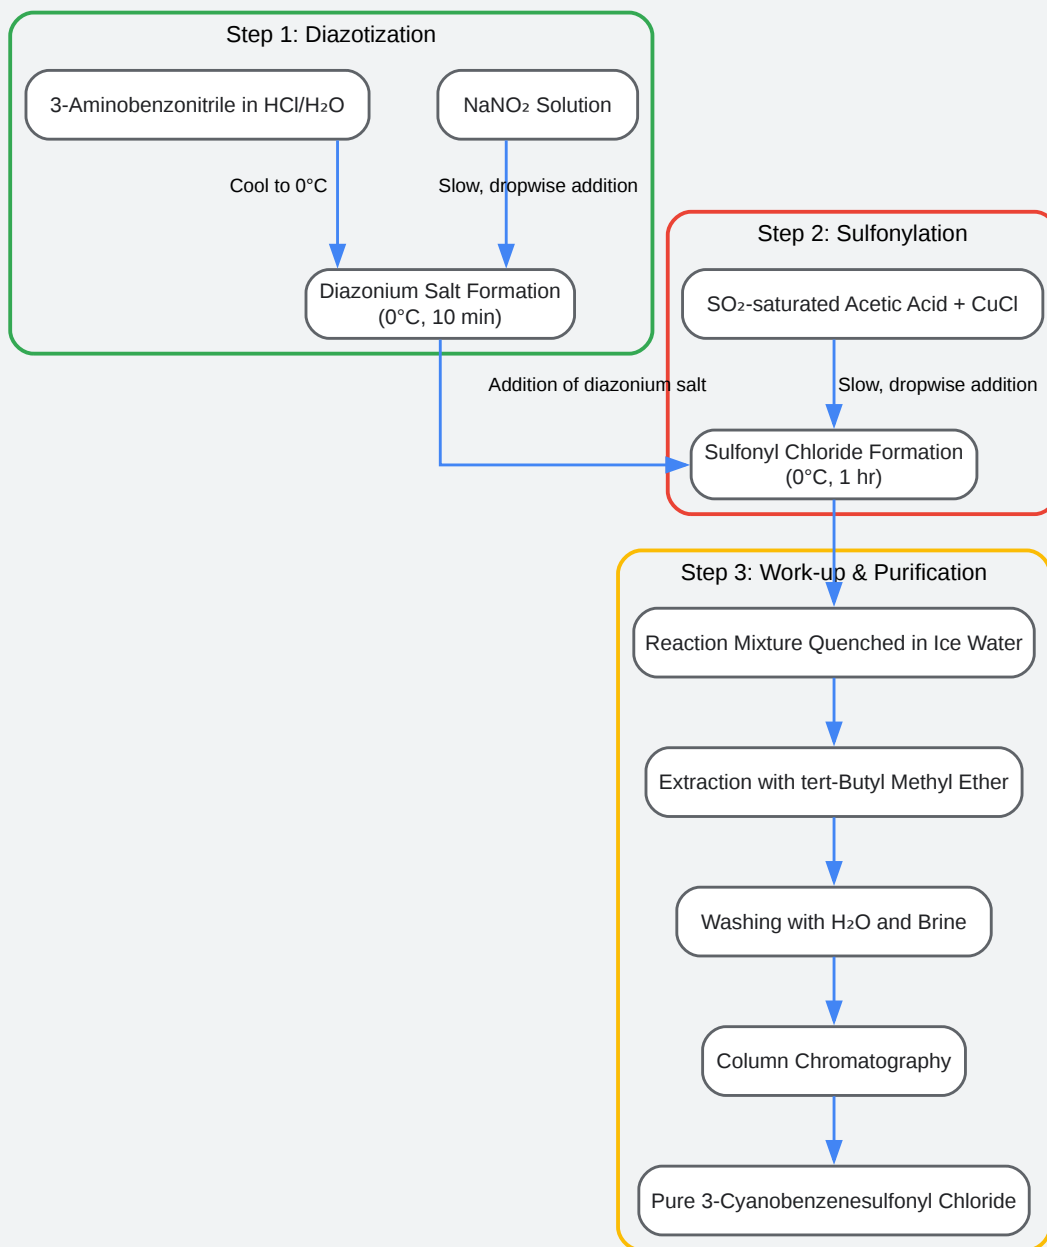 Step 1: Diazotization
3-Aminobenzonitrile in HCl/H₂O
NaNO₂ Solution
Cool to 0°C
Slow, dropwise addition
Diazonium Salt Formation
(0°C, 10 min)
Step 2: Sulfonylation
SO₂-saturated Acetic Acid + CuCl
Addition of diazonium salt
Slow, dropwise addition
Sulfonyl Chloride Formation
(0°C, 1 hr)
Step 3: Work-up & Purification
Reaction Mixture Quenched in Ice Water
Extraction with tert-Butyl Methyl Ether
Washing with H₂O and Brine
Column Chromatography
Pure 3-Cyanobenzenesulfonyl Chloride